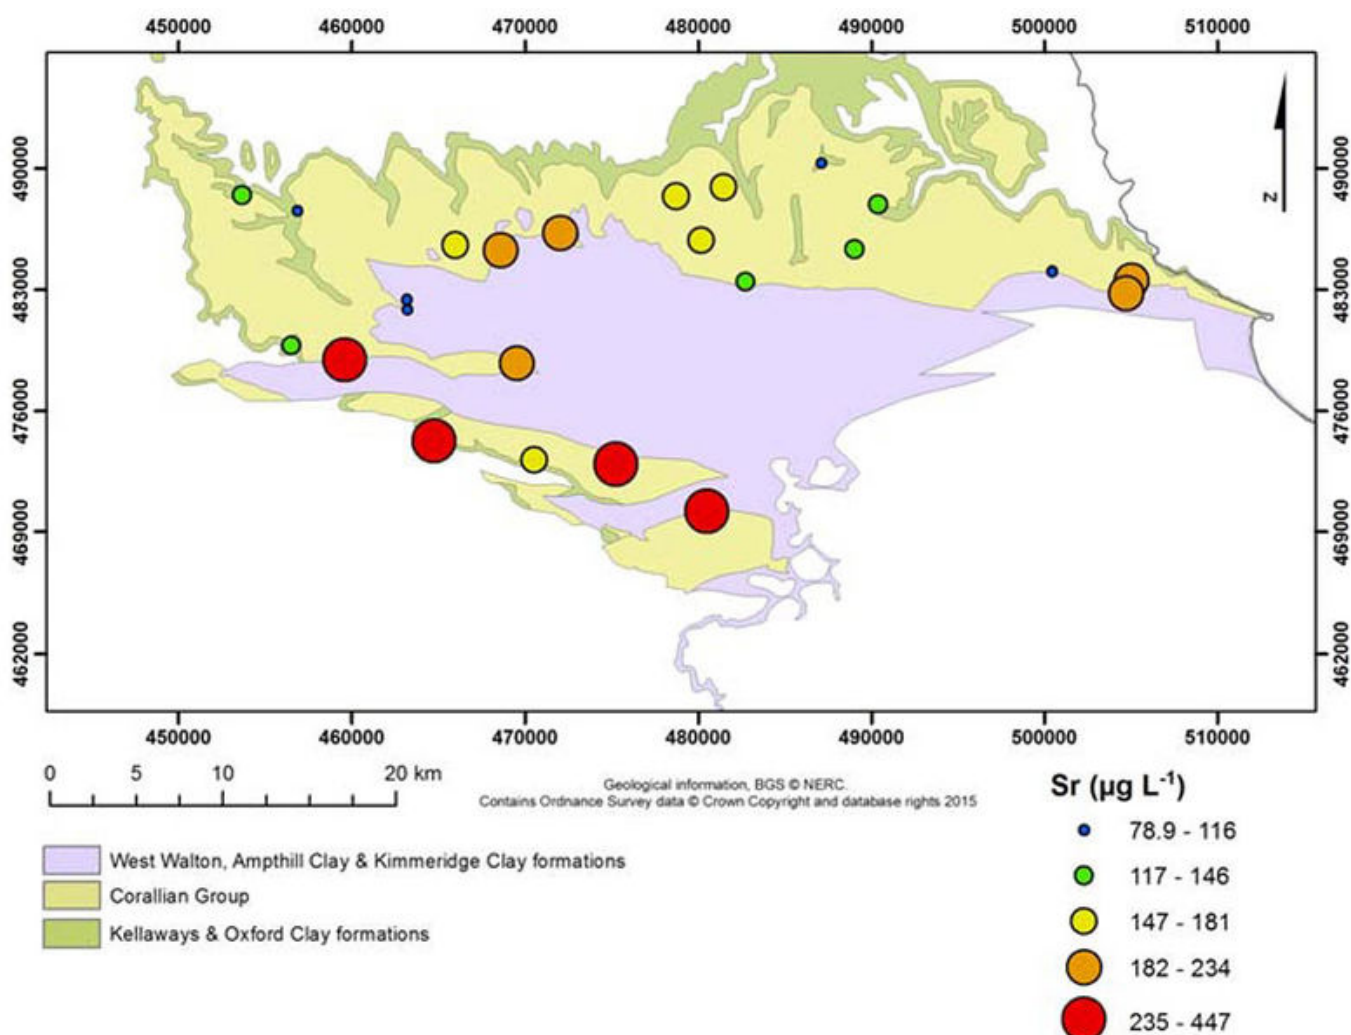 450000 460000 470000 480000 490000 500000 510000
490000 490000
483000 483000
476000 476000
469000 469000
462000 462000
N
450000 460000 470000 480000 490000 500000 510000
0 5 10 20 km
Geological information, BGS © NERC.
Contains Ordnance Survey data © Crown Copyright and database rights 2015
West Walton, Ampthill Clay & Kimmeridge Clay formations
Corallian Group
Kellaways & Oxford Clay formations
Sr (µg L⁻¹)
78.9 - 116
117 - 146
147 - 181
182 - 234
235 - 447